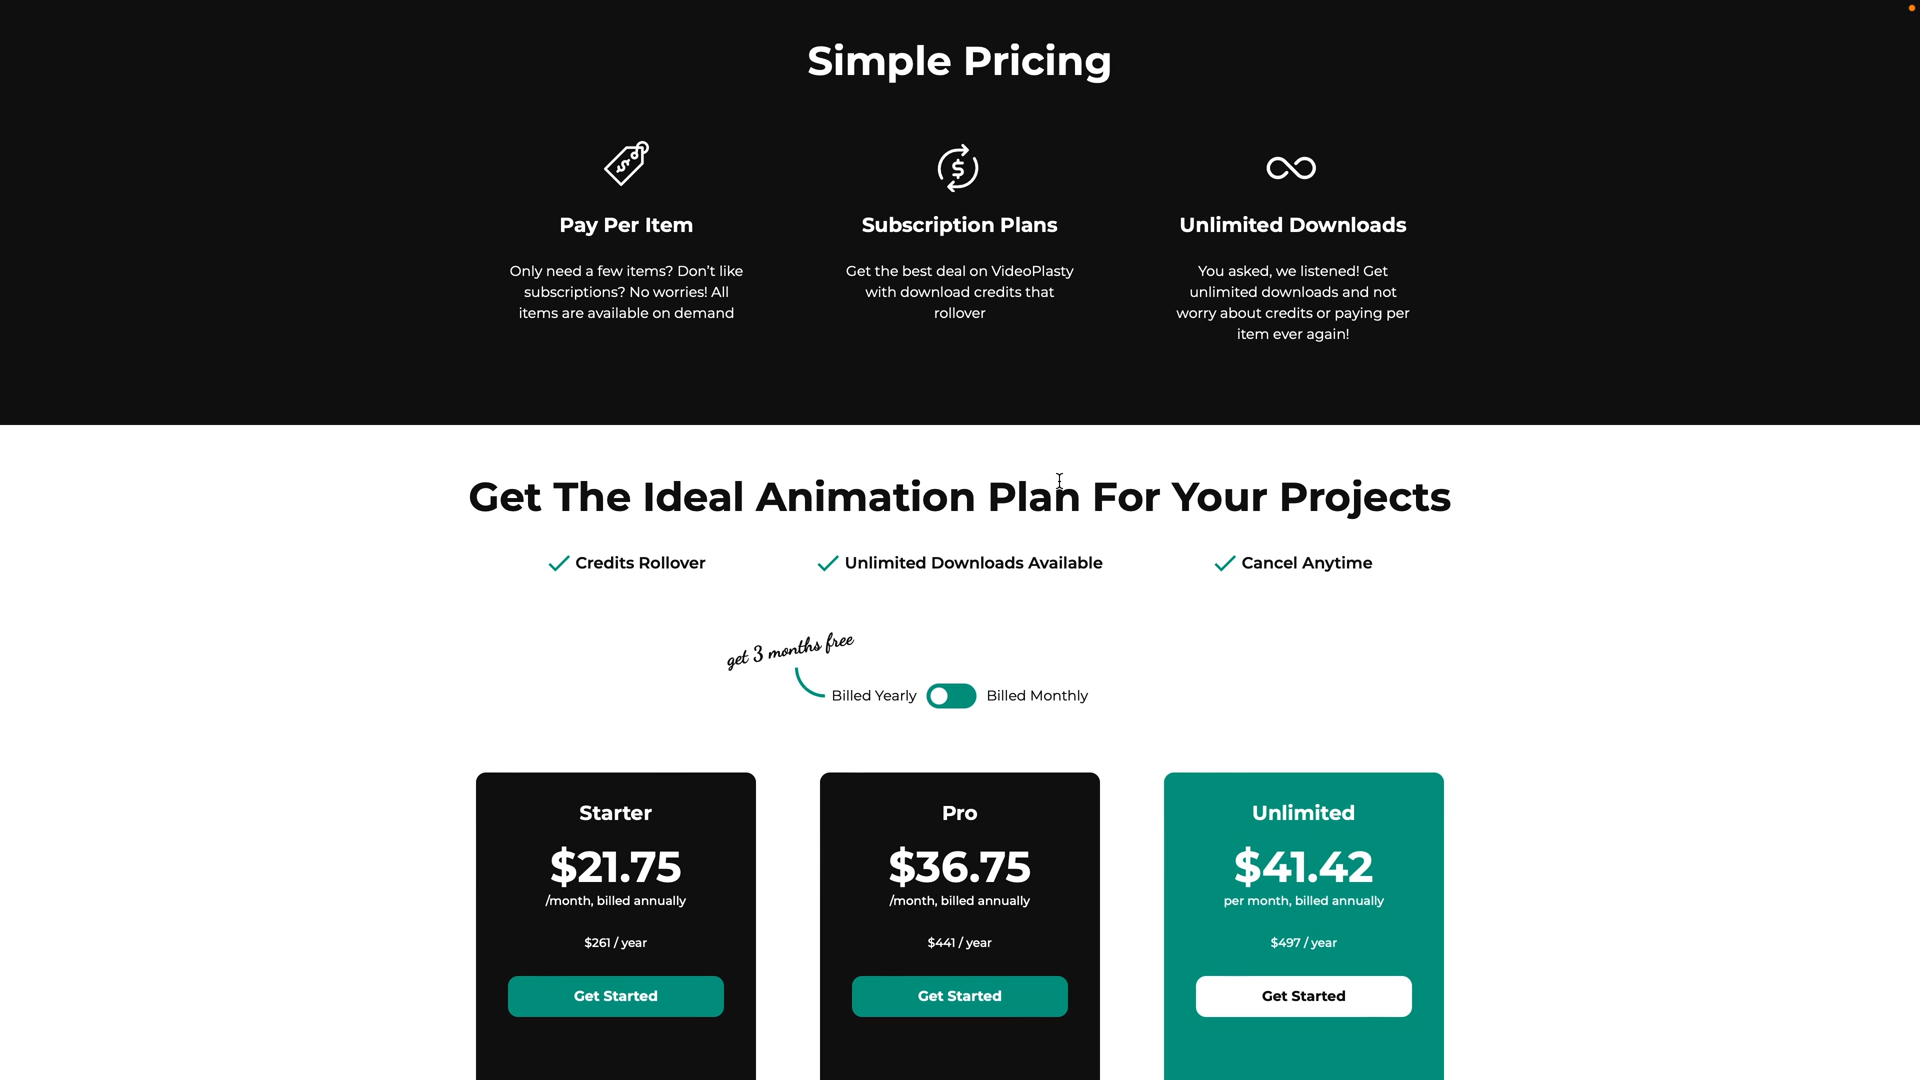 Simple Pricing
Pay Per Item
Only need a few items? Don’t like
subscriptions? No worries! All
items are available on demand
Subscription Plans
Get the best deal on VideoPlasty
with download credits that
rollover
Unlimited Downloads
You asked, we listened! Get
unlimited downloads and not
worry about credits or paying per
item ever again!
Get The Ideal Animation Plan For Your Projects
Credits Rollover
Unlimited Downloads Available
Cancel Anytime
get 3 months free
Billed Yearly
Billed Monthly
Starter
$21.75
/month, billed annually
$261 / year
Get Started
Pro
$36.75
/month, billed annually
$441 / year
Get Started
Unlimited
$41.42
per month, billed annually
$497 / year
Get Started